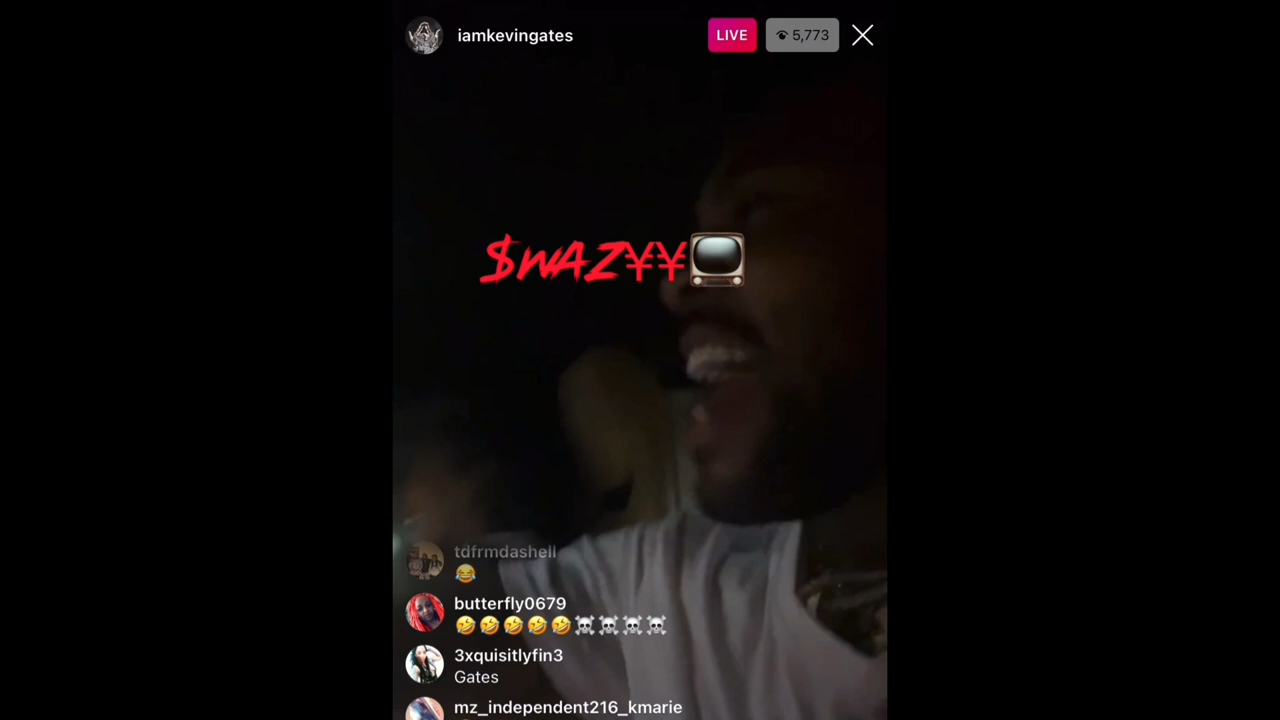 iamkevingates
LIVE
5,773
$WAZ¥¥
tdfrmdashell
😂
butterfly0679
🤣🤣🤣🤣🤣☠️☠️☠️☠️
3xquisitlyfin3
Gates
mz_independent216_kmarie